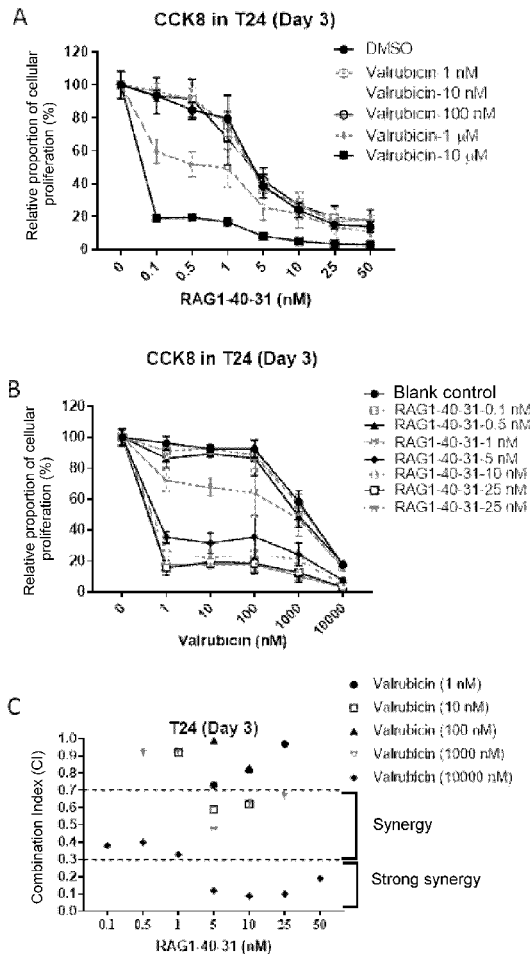 A
CCK8 in T24 (Day 3)
Relative proportion of cellular
proliferation (%)
120
100
80
60
40
20
0
0
0.1
0.5
1
5
10
25
50
RAG1-40-31 (nM)
DMSO
Valrubicin-1 nM
Valrubicin-10 nM
Valrubicin-100 nM
Valrubicin-1 μM
Valrubicin-10 μM
B
CCK8 in T24 (Day 3)
Relative proportion of cellular
proliferation (%)
120
100
80
60
40
20
0
0
1
10
100
1000
10000
Valrubicin (nM)
Blank control
RAG1-40-31-0.1 nM
RAG1-40-31-0.5 nM
RAG1-40-31-1 nM
RAG1-40-31-5 nM
RAG1-40-31-10 nM
RAG1-40-31-25 nM
RAG1-40-31-25 nM
C
T24 (Day 3)
Combination Index (CI)
1.0
0.9
0.8
0.7
0.6
0.5
0.4
0.3
0.2
0.1
0.0
0.1
0.5
1
5
10
25
50
RAG1-40-31 (nM)
Valrubicin (1 nM)
Valrubicin (10 nM)
Valrubicin (100 nM)
Valrubicin (1000 nM)
Valrubicin (10000 nM)
Synergy
Strong synergy